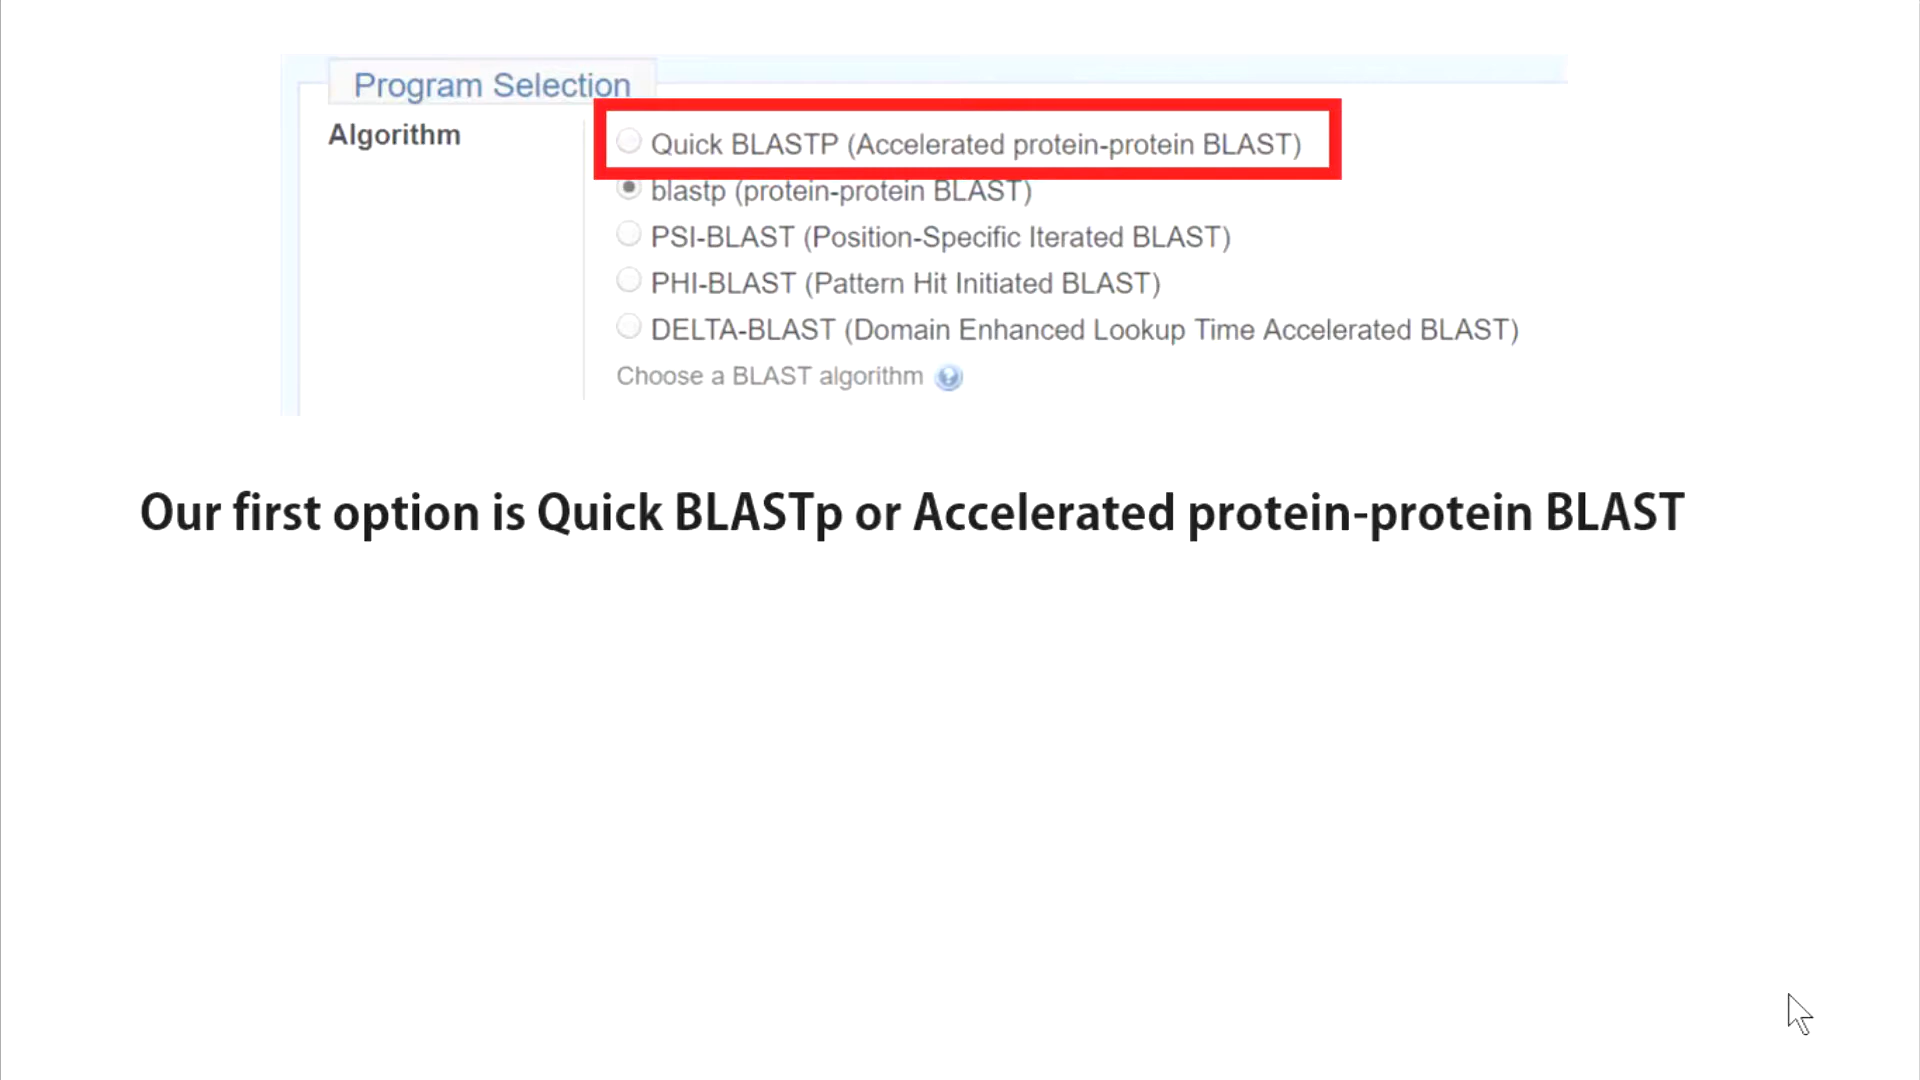 Program Selection
Algorithm
Quick BLASTP (Accelerated protein-protein BLAST)
blastp (protein-protein BLAST)
PSI-BLAST (Position-Specific Iterated BLAST)
PHI-BLAST (Pattern Hit Initiated BLAST)
DELTA-BLAST (Domain Enhanced Lookup Time Accelerated BLAST)
Choose a BLAST algorithm ?
Our first option is Quick BLASTp or Accelerated protein-protein BLAST